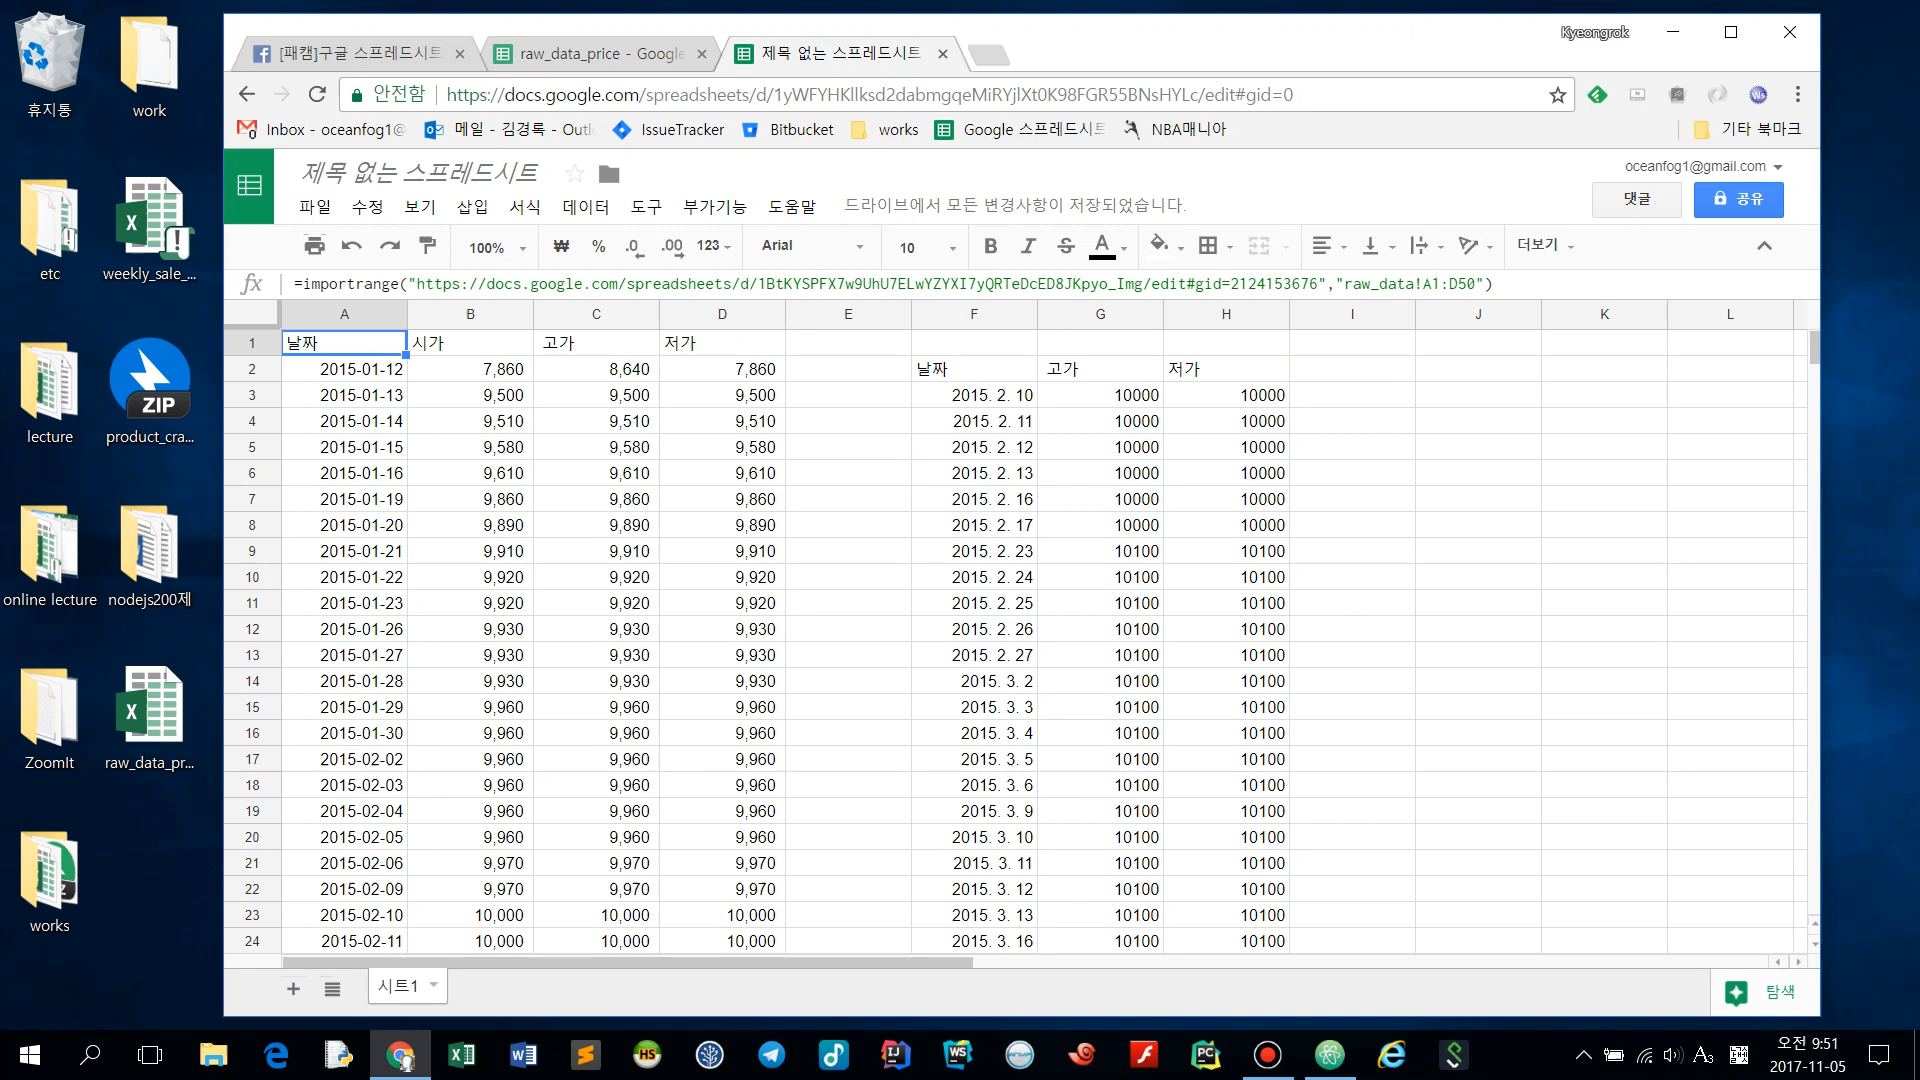 휴지통
work
etc
weekly_sale_...
lecture
ZIP
product_cra...
online lecture
nodejs200제
ZoomIt
raw_data_pr...
works
Kyeongrok
[패캠]구글 스프레드시트
raw_data_price - Google
제목 없는 스프레드시트
안전함
https://docs.google.com/spreadsheets/d/1yWFYHKllksd2dabmgqeMiRYjlXt0K98FGR55BNsHYLc/edit#gid=0
Inbox - oceanfog1@
메일 - 김경록 - Outl
IssueTracker
Bitbucket
works
Google 스프레드시트
NBA매니아
기타 북마크
제목 없는 스프레드시트
oceanfog1@gmail.com
파일 수정 보기 삽입 서식 데이터 도구 부가기능 도움말 드라이브에서 모든 변경사항이 저장되었습니다.
댓글
공유
100% ₩ % .0 .00 123 Arial 10 B I S A 더보기
fx =importrange("https://docs.google.com/spreadsheets/d/1BtKYSPFX7w9UhU7ELwYZYXI7yQRTeDcED8JKpyo_Img/edit#gid=2124153676","raw_data!A1:D50")
A B C D E F G H I J K L
1 날짜 시가 고가 저가
2 2015-01-12 7,860 8,640 7,860 날짜 고가 저가
3 2015-01-13 9,500 9,500 9,500 2015. 2. 10 10000 10000
4 2015-01-14 9,510 9,510 9,510 2015. 2. 11 10000 10000
5 2015-01-15 9,580 9,580 9,580 2015. 2. 12 10000 10000
6 2015-01-16 9,610 9,610 9,610 2015. 2. 13 10000 10000
7 2015-01-19 9,860 9,860 9,860 2015. 2. 16 10000 10000
8 2015-01-20 9,890 9,890 9,890 2015. 2. 17 10000 10000
9 2015-01-21 9,910 9,910 9,910 2015. 2. 23 10100 10100
10 2015-01-22 9,920 9,920 9,920 2015. 2. 24 10100 10100
11 2015-01-23 9,920 9,920 9,920 2015. 2. 25 10100 10100
12 2015-01-26 9,930 9,930 9,930 2015. 2. 26 10100 10100
13 2015-01-27 9,930 9,930 9,930 2015. 2. 27 10100 10100
14 2015-01-28 9,930 9,930 9,930 2015. 3. 2 10100 10100
15 2015-01-29 9,960 9,960 9,960 2015. 3. 3 10100 10100
16 2015-01-30 9,960 9,960 9,960 2015. 3. 4 10100 10100
17 2015-02-02 9,960 9,960 9,960 2015. 3. 5 10100 10100
18 2015-02-03 9,960 9,960 9,960 2015. 3. 6 10100 10100
19 2015-02-04 9,960 9,960 9,960 2015. 3. 9 10100 10100
20 2015-02-05 9,960 9,960 9,960 2015. 3. 10 10100 10100
21 2015-02-06 9,970 9,970 9,970 2015. 3. 11 10100 10100
22 2015-02-09 9,970 9,970 9,970 2015. 3. 12 10100 10100
23 2015-02-10 10,000 10,000 10,000 2015. 3. 13 10100 10100
24 2015-02-11 10,000 10,000 10,000 2015. 3. 16 10100 10100
시트1
탐색
오전 9:51
2017-11-05